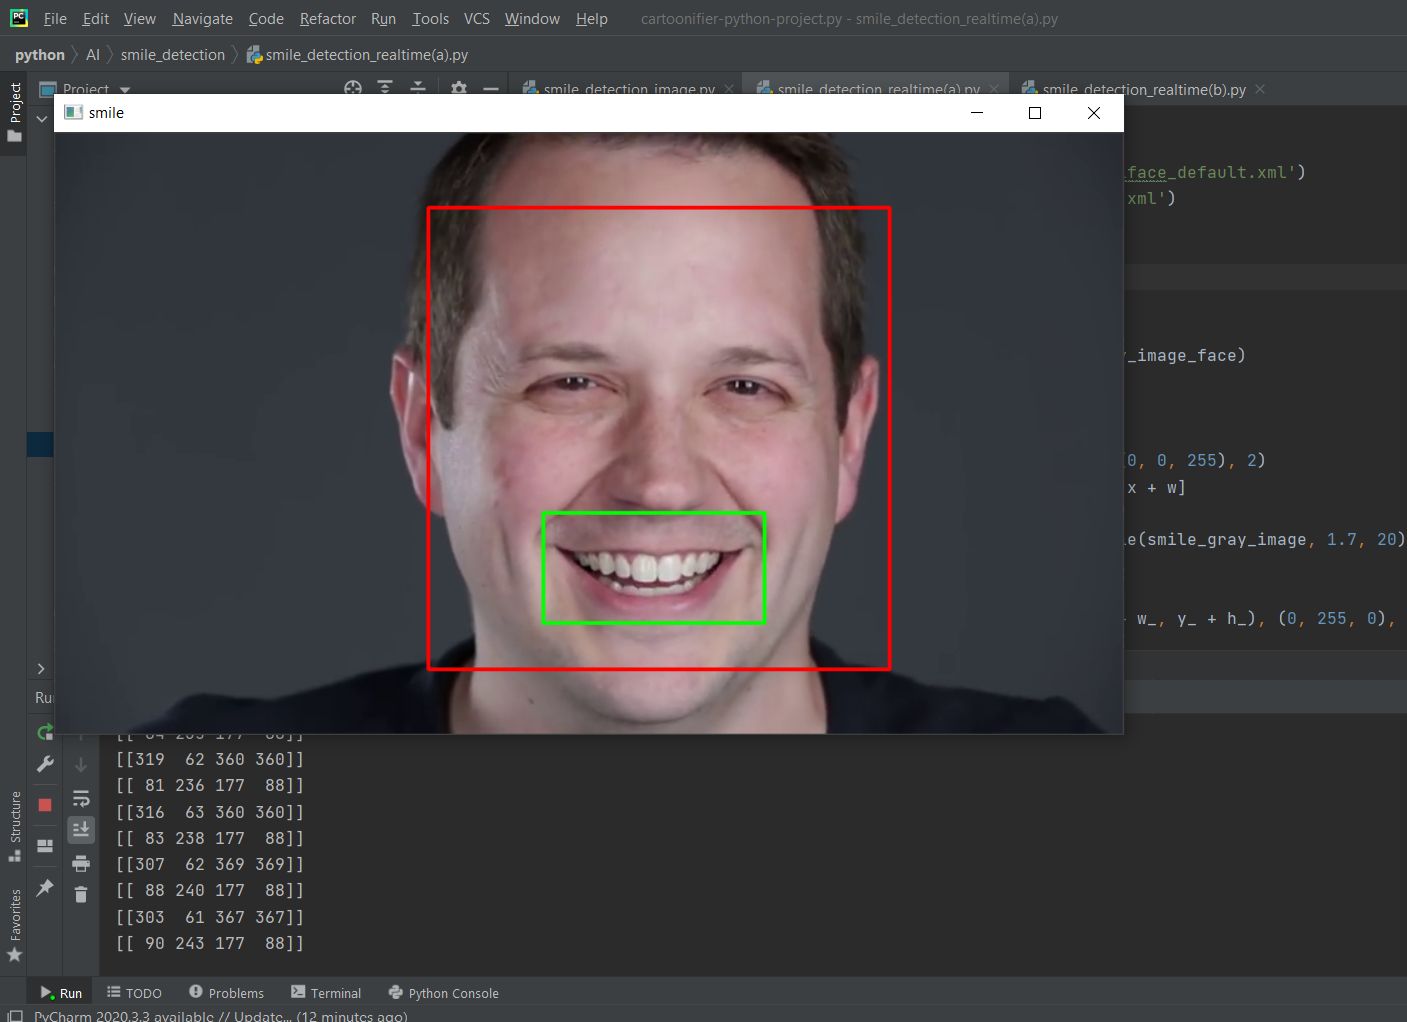 PC File Edit View Navigate Code Refactor Run Tools VCS Window Help cartoonifier-python-project.py - smile_detection_realtime(a).py
python AI smile_detection smile_detection_realtime(a).py
Project
Project smile_detection_image.py smile_detection_realtime(a).py smile_detection_realtime(b).py
smile
face_default.xml')
xml')
_image_face)
0, 0, 255), 2)
x + w]
le(smile_gray_image, 1.7, 20)
w_, y_ + h_), (0, 255, 0),
[[319 62 360 360]]
[[ 81 236 177 88]]
[[316 63 360 360]]
[[ 83 238 177 88]]
[[307 62 369 369]]
[[ 88 240 177 88]]
[[303 61 367 367]]
[[ 90 243 177 88]]
Structure
Favorites
Run TODO Problems Terminal Python Console
PyCharm 2020.3.3 available // Update... (12 minutes ago)